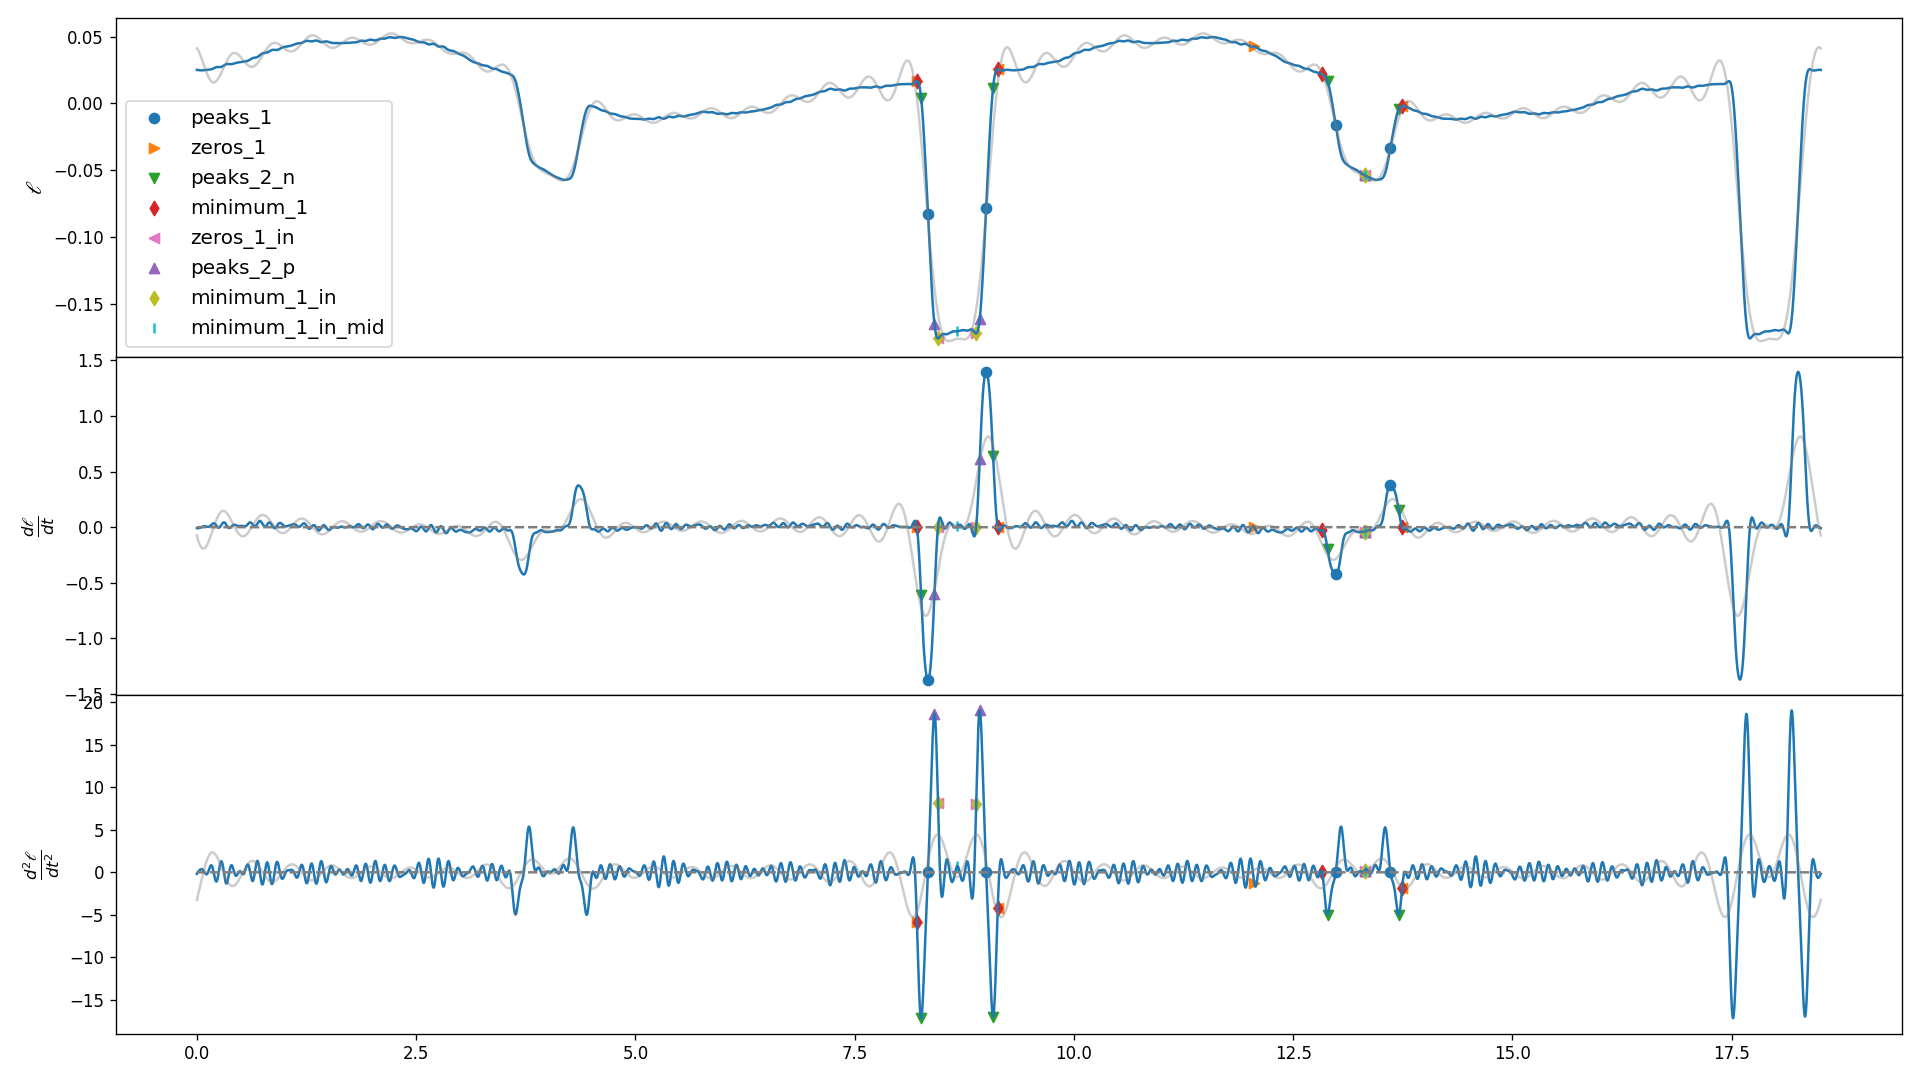 0.05
0.00
−0.05
−0.10
−0.15
ℓ
peaks_1
zeros_1
peaks_2_n
minimum_1
zeros_1_in
peaks_2_p
minimum_1_in
minimum_1_in_mid
1.5
1.0
0.5
0.0
−0.5
−1.0
−1.5
dℓ
dt
20
15
10
5
0
−5
−10
−15
d²ℓ
dt²
0.0 2.5 5.0 7.5 10.0 12.5 15.0 17.5